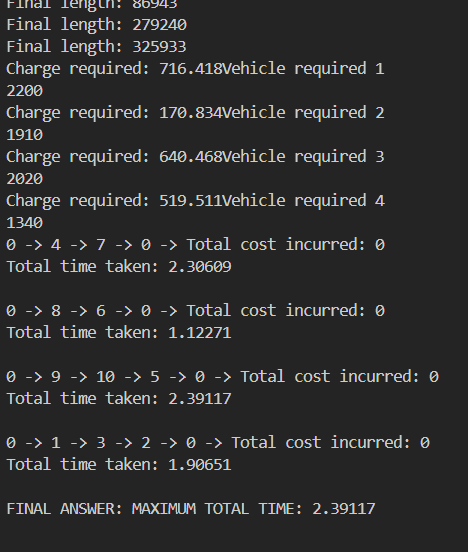 Final length: 86943
Final length: 279240
Final length: 325933
Charge required: 716.418Vehicle required 1
2200
Charge required: 170.834Vehicle required 2
1910
Charge required: 640.468Vehicle required 3
2020
Charge required: 519.511Vehicle required 4
1340
0 -> 4 -> 7 -> 0 -> Total cost incurred: 0
Total time taken: 2.30609
0 -> 8 -> 6 -> 0 -> Total cost incurred: 0
Total time taken: 1.12271
0 -> 9 -> 10 -> 5 -> 0 -> Total cost incurred: 0
Total time taken: 2.39117
0 -> 1 -> 3 -> 2 -> 0 -> Total cost incurred: 0
Total time taken: 1.90651
FINAL ANSWER: MAXIMUM TOTAL TIME: 2.39117